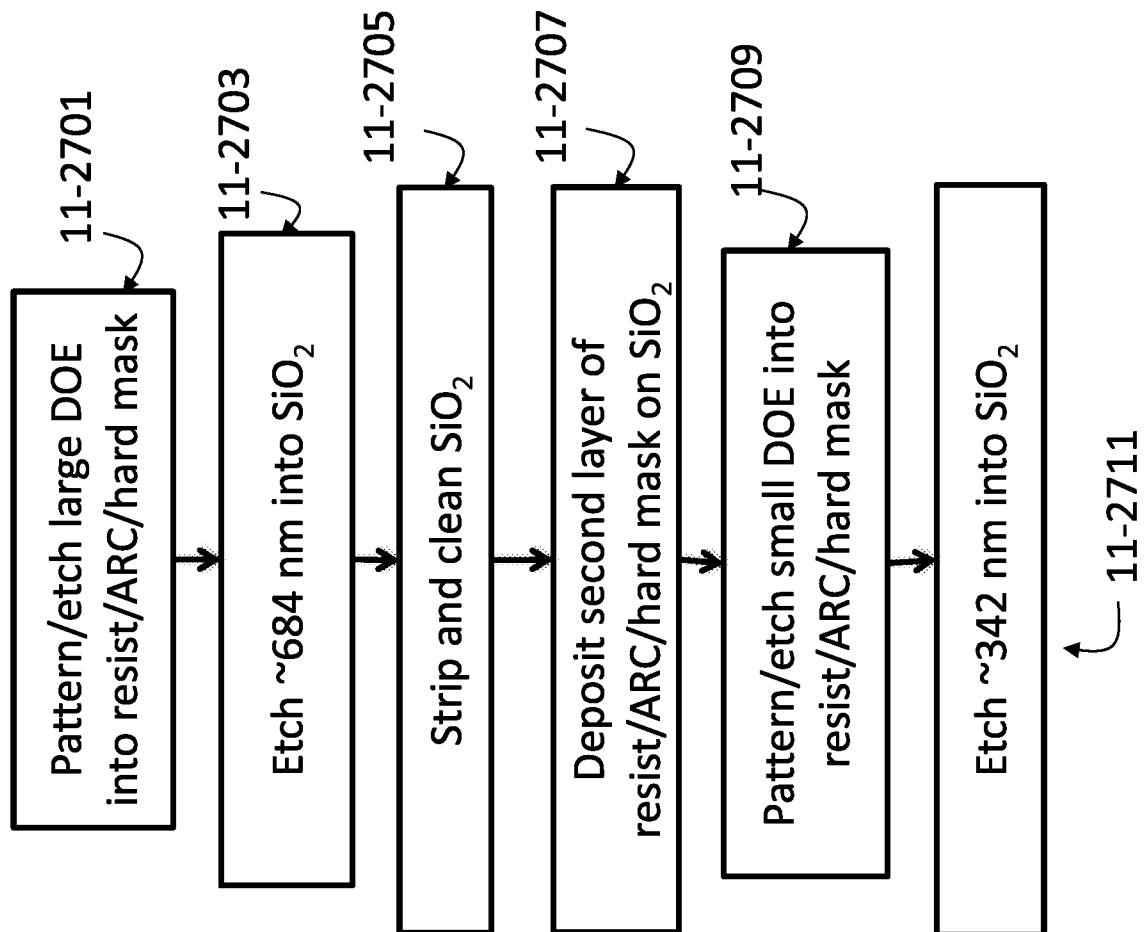 11-2701
Pattern/etch large DOE
into resist/ARC/hard mask
11-2703
Etch ~684 nm into SiO₂
11-2705
Strip and clean SiO₂
11-2707
Deposit second layer of
resist/ARC/hard mask on SiO₂
11-2709
Pattern/etch small DOE into
resist/ARC/hard mask
Etch ~342 nm into SiO₂
11-2711